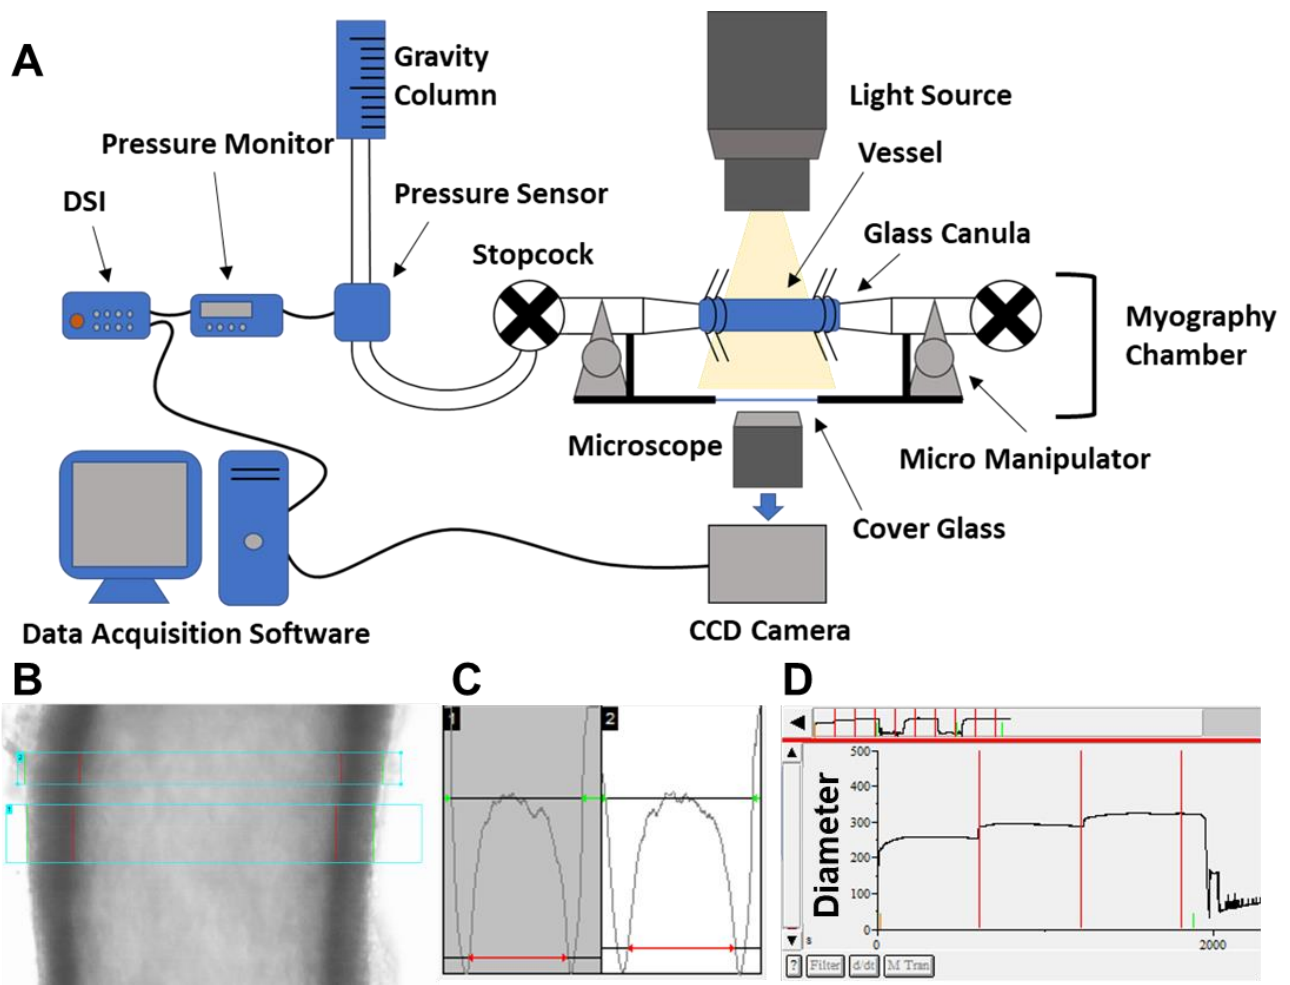 A
Gravity
Column
Light Source
Pressure Monitor
Vessel
DSI
Pressure Sensor
Glass Canula
Stopcock
Myography
Chamber
Microscope
Micro Manipulator
Cover Glass
Data Acquisition Software
CCD Camera
B
2
1
C
1
2
D
Diameter
500
400
300
200
100
0
s
0
2000
? Filter d/dt M Tran